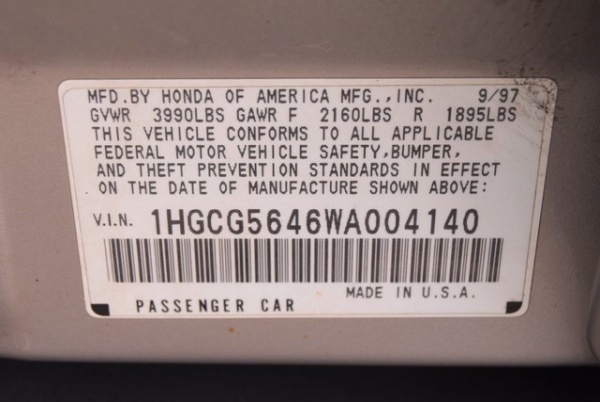 MFD.BY HONDA OF AMERICA MFG.,INC. 9/97
GVWR 3990LBS GAWR F 2160LBS R 1895LBS
THIS VEHICLE CONFORMS TO ALL APPLICABLE
FEDERAL MOTOR VEHICLE SAFETY,BUMPER,
AND THEFT PREVENTION STANDARDS IN EFFECT
ON THE DATE OF MANUFACTURE SHOWN ABOVE:
V.I.N. 1HGCG5646WA004140
PASSENGER CAR MADE IN U.S.A.